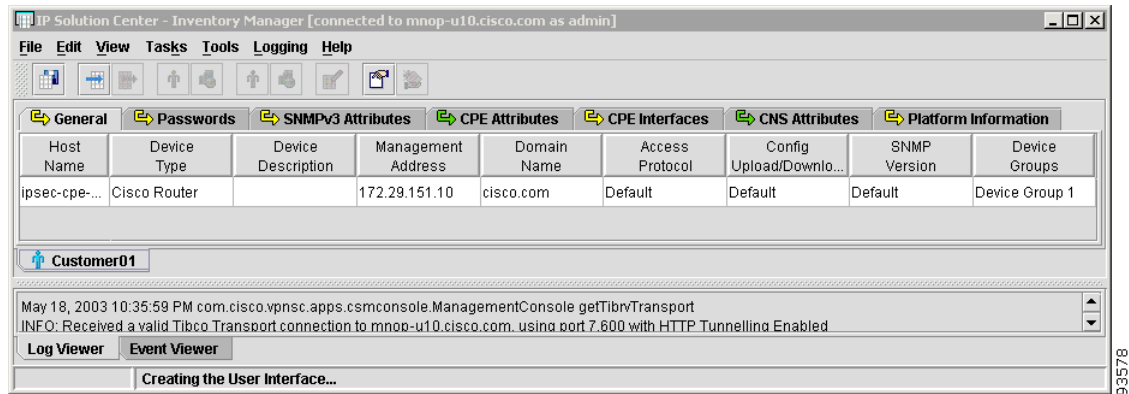 IP Solution Center - Inventory Manager [connected to mnop-u10.cisco.com as admin]
File Edit View Tasks Tools Logging Help
General Passwords SNMPv3 Attributes CPE Attributes CPE Interfaces CNS Attributes Platform Information
Host Name Device Type Device Description Management Address Domain Name Access Protocol Config Upload/Downlo... SNMP Version Device Groups
ipsec-cpe-... Cisco Router 172.29.151.10 cisco.com Default Default Default Device Group 1
Customer01
May 18, 2003 10:35:59 PM com.cisco.vpnsc.apps.csmconsole.ManagementConsole getTibrvTransport
INFO: Received a valid Tibco Transport connection to mnop-u10.cisco.com. using port 7.600 with HTTP Tunnelling Enabled
Log Viewer Event Viewer
Creating the User Interface...
93578